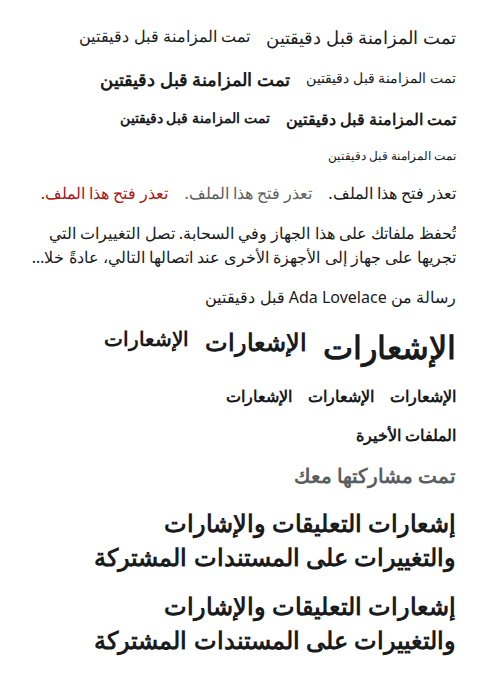 تمت المزامنة قبل دقيقتين تمت المزامنة قبل دقيقتين
تمت المزامنة قبل دقيقتين تمت المزامنة قبل دقيقتين
تمت المزامنة قبل دقيقتين تمت المزامنة قبل دقيقتين
تمت المزامنة قبل دقيقتين
تعذر فتح هذا الملف. تعذر فتح هذا الملف. تعذر فتح هذا الملف.
تُحفظ ملفاتك على هذا الجهاز وفي السحابة. تصل التغييرات التي
تجريها على جهاز إلى الأجهزة الأخرى عند اتصالها التالي، عادةً خلا...
رسالة من Ada Lovelace قبل دقيقتين
الإشعارات الإشعارات الإشعارات
الإشعارات الإشعارات الإشعارات
الملفات الأخيرة
تمت مشاركتها معك
إشعارات التعليقات والإشارات
والتغييرات على المستندات المشتركة
إشعارات التعليقات والإشارات
والتغييرات على المستندات المشتركة